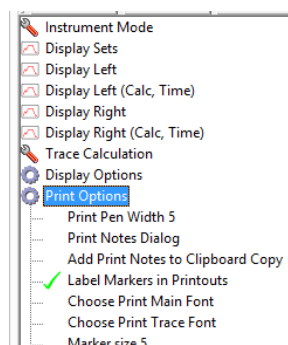 Instrument Mode
Display Sets
Display Left
Display Left (Calc, Time)
Display Right
Display Right (Calc, Time)
Trace Calculation
Display Options
Print Options
Print Pen Width 5
Print Notes Dialog
Add Print Notes to Clipboard Copy
Label Markers in Printouts
Choose Print Main Font
Choose Print Trace Font
Marker size 5